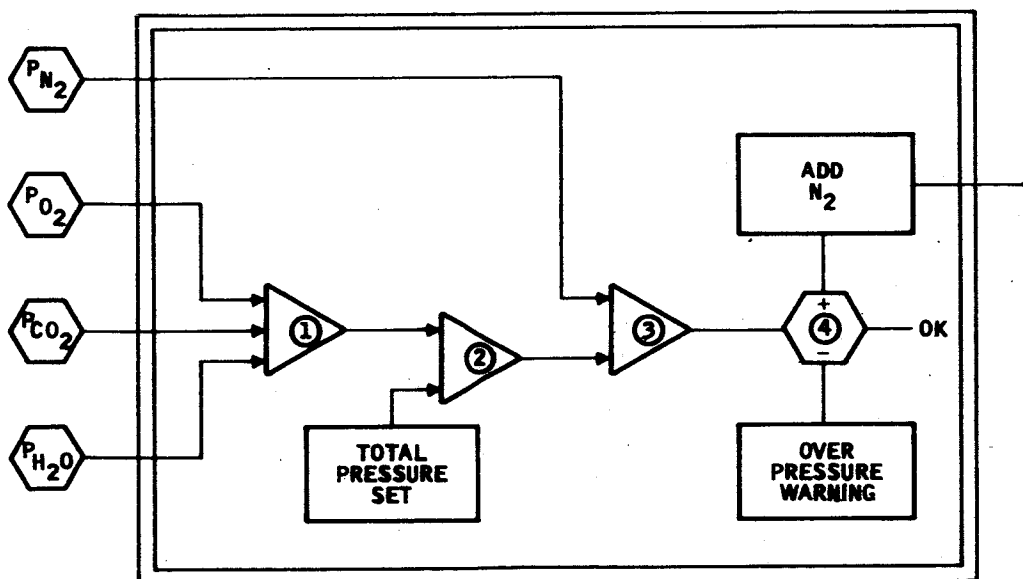 PN2
PO2
PCO2
PH2O
1
2
3
+
4
−
OK
ADD
N2
TOTAL
PRESSURE
SET
OVER
PRESSURE
WARNING